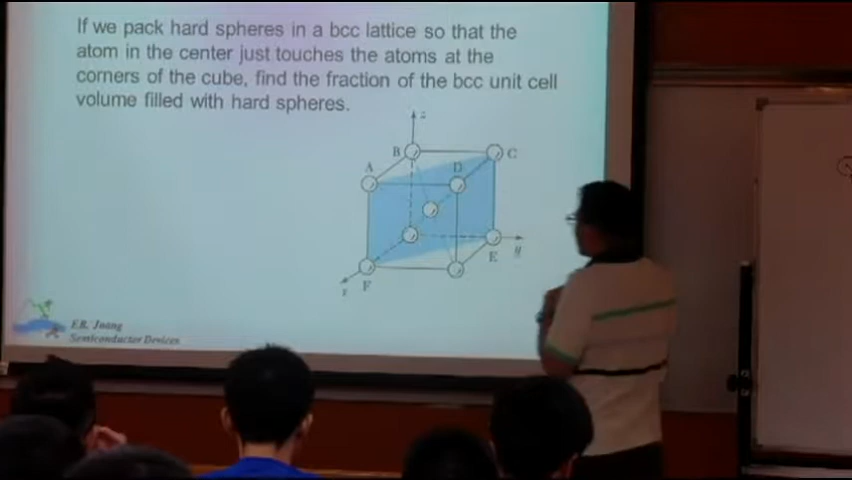 If we pack hard spheres in a bcc lattice so that the
atom in the center just touches the atoms at the
corners of the cube, find the fraction of the bcc unit cell
volume filled with hard spheres.
z
B
C
A
D
E
y
F
F.R. Juang
Semiconductor Devices